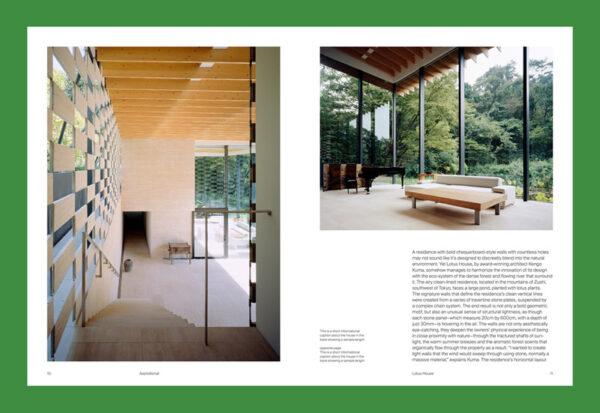 A residence with bold chequerboard-style walls with countless holes
may not sound like it's designed to discreetly blend into the natural
environment. Yet Lotus House, by award-winning architect Kengo
Kuma, somehow manages to harmonize the innovation of its design
with the eco-system of the dense forest and flowing river that surround
it. The airy clean-lined residence, located in the mountains of Zushi,
southwest of Tokyo, faces a large pond, planted with lotus plants.
The signature walls that define the residence's clean vertical lines
were created from a series of travertine stone plates, suspended by
a complex chain system. The end result is not only a bold geometric
motif, but also an unusual sense of structural lightness, as though
each stone panel—which measure 20cm by 600cm, with a depth of
just 30mm—is hovering in the air. The walls are not only aesthetically
eye-catching, they deepen the owners' physical experience of being
in close proximity with nature—through the fractured shafts of sun-
light, the warm summer breezes and the aromatic forest scents that
organically flow through the property as a result. "I wanted to create
light walls that the wind would sweep through using stone, normally a
massive material," explains Kuma. The residence's horizontal layout
This is a short informational
caption about the house in the
book showing a sample length
opposite page
This is a short informational
caption about the house in the
book showing a sample length
10
Aspirational
Lotus House
11